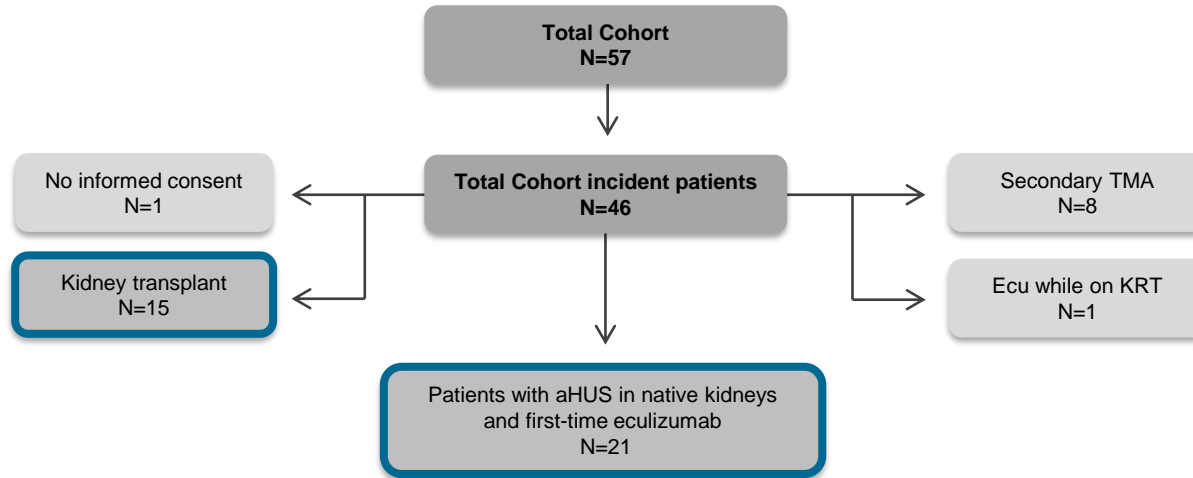 Total Cohort
N=57
Total Cohort incident patients
N=46
No informed consent
N=1
Kidney transplant
N=15
Secondary TMA
N=8
Ecu while on KRT
N=1
Patients with aHUS in native kidneys
and first-time eculizumab
N=21